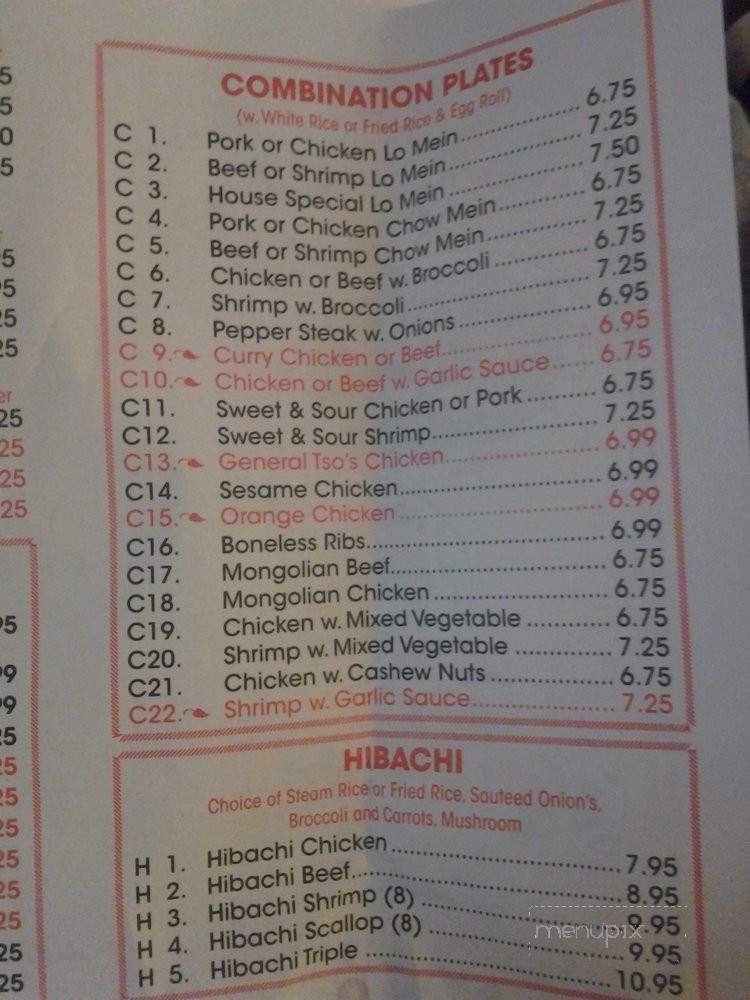 COMBINATION PLATES
(w. White Rice or Fried Rice & Egg Roll)
C 1. Pork or Chicken Lo Mein 6.75
C 2. Beef or Shrimp Lo Mein 7.25
C 3. House Special Lo Mein 7.50
C 4. Pork or Chicken Chow Mein 6.75
C 5. Beef or Shrimp Chow Mein 7.25
C 6. Chicken or Beef w. Broccoli 6.75
C 7. Shrimp w. Broccoli 7.25
C 8. Pepper Steak w. Onions 6.95
C 9. Curry Chicken or Beef 6.95
C10. Chicken or Beef w. Garlic Sauce 6.75
C11. Sweet & Sour Chicken or Pork 6.75
C12. Sweet & Sour Shrimp 7.25
C13. General Tso's Chicken 6.99
C14. Sesame Chicken 6.99
C15. Orange Chicken 6.99
C16. Boneless Ribs 6.99
C17. Mongolian Beef 6.75
C18. Mongolian Chicken 6.75
C19. Chicken w. Mixed Vegetable 6.75
C20. Shrimp w. Mixed Vegetable 7.25
C21. Chicken w. Cashew Nuts 6.75
C22. Shrimp w. Garlic Sauce 7.25
HIBACHI
Choice of Steam Rice or Fried Rice, Sauteed Onion's,
Broccoli and Carrots, Mushroom
H 1. Hibachi Chicken 7.95
H 2. Hibachi Beef 8.95
H 3. Hibachi Shrimp (8) 9.95
H 4. Hibachi Scallop (8) 9.95
H 5. Hibachi Triple 10.95
menupix